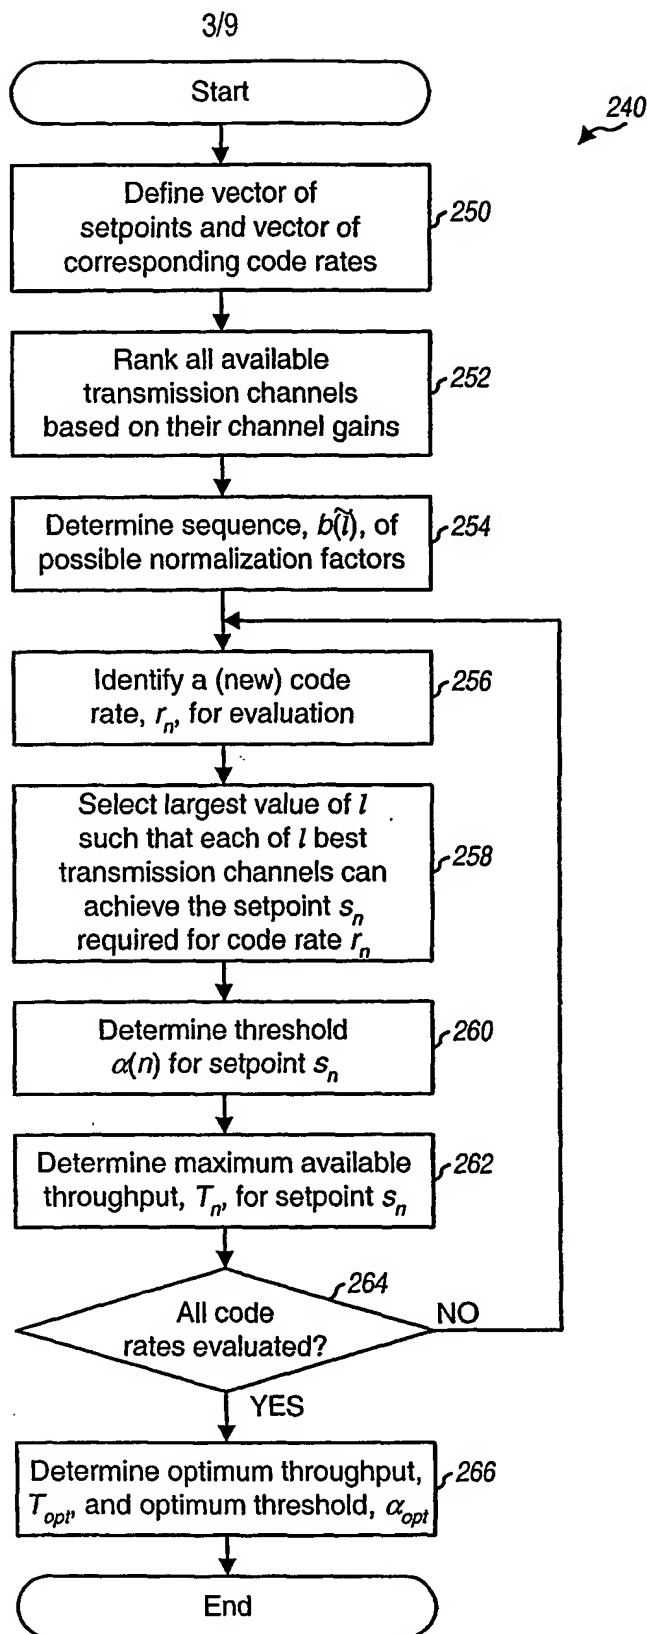 3/9
Start
240
Define vector of
setpoints and vector of
corresponding code rates
250
Rank all available
transmission channels
based on their channel gains
252
Determine sequence, b(l̃), of
possible normalization factors
254
Identify a (new) code
rate, rₙ, for evaluation
256
Select largest value of l
such that each of l best
transmission channels can
achieve the setpoint sₙ
required for code rate rₙ
258
Determine threshold
α(n) for setpoint sₙ
260
Determine maximum available
throughput, Tₙ, for setpoint sₙ
262
264
All code
rates evaluated?
NO
YES
Determine optimum throughput,
T_opt, and optimum threshold, α_opt
266
End